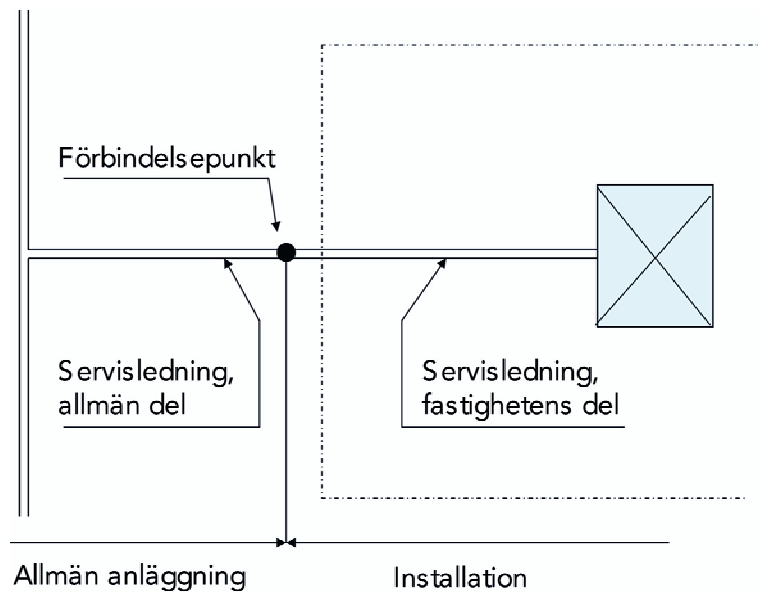 Förbindelsepunkt
Servisledning,
allmän del
Servisledning,
fastighetens del
Allmän anläggning
Installation